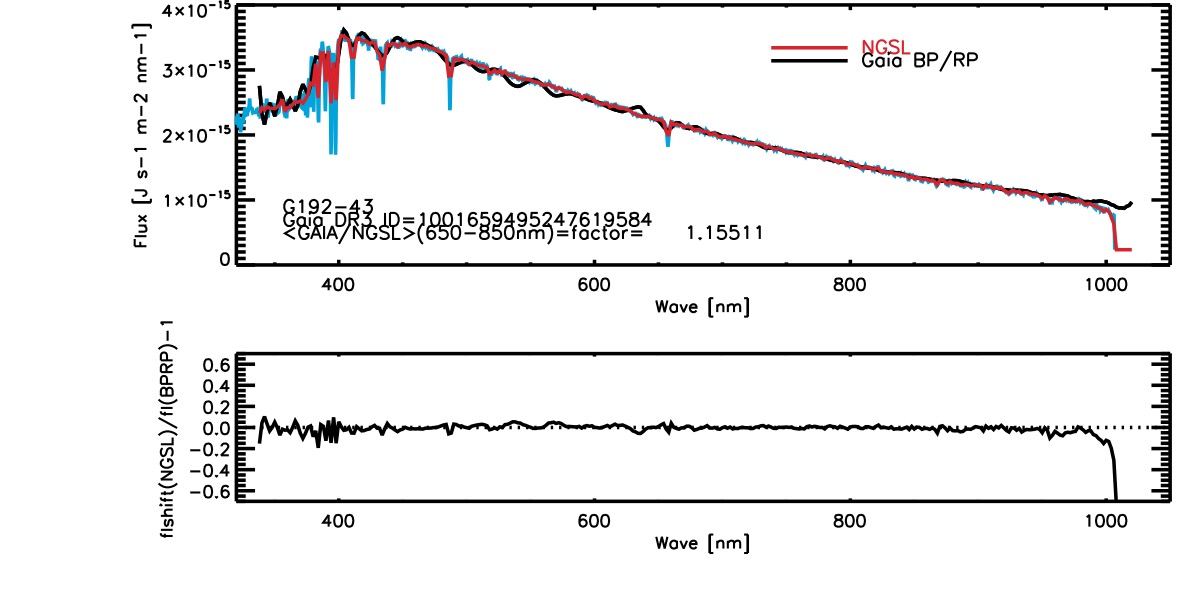 4×10−15
3×10−15
2×10−15
1×10−15
0
Flux [J s−1 m−2 nm−1]
NGSL
Gaia BP/RP
G192−43
Gaia DR3 ID=1001659495247619584
<GAIA/NGSL>(650−850nm)=factor= 1.15511
400 600 800 1000
Wave [nm]
flshift(NGSL)/fl(BPRP)−1
0.6
0.4
0.2
0.0
−0.2
−0.4
−0.6
400 600 800 1000
Wave [nm]